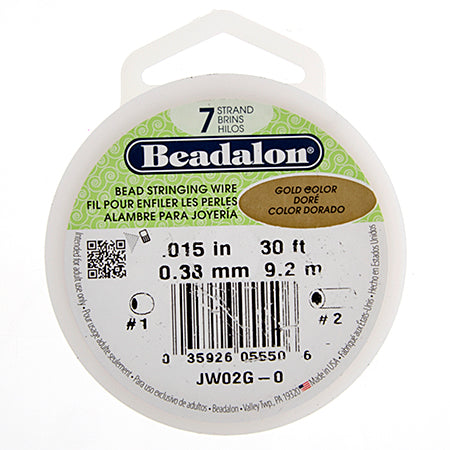 7 STRAND
BRINS
HILOS
Beadalon®
BEAD STRINGING WIRE
FIL POUR ENFILER LES PERLES
ALAMBRE PARA JOYERÍA
GOLD COLOR
DORÉ
COLOR DORADO
.015 in 30 ft
0.38 mm 9.2 m
#1
#2
0 35926 05550 6
JW02G-0
Intended for adult use only. • Pour usage adulte seulement. • Para uso exclusivo de adultos. • Beadalon • Valley Twp., PA 19320 Made in USA. • Fabriqué aux États-Unis • Hecho en Estados Unidos